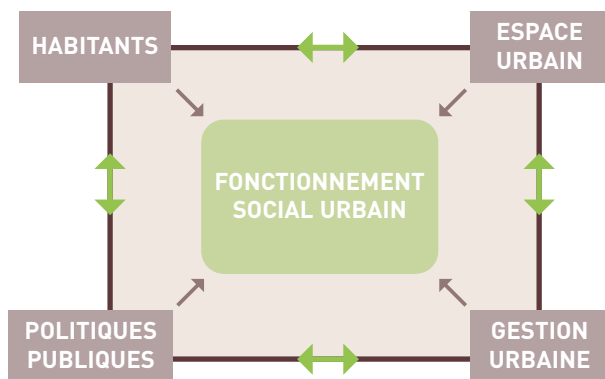 HABITANTS
ESPACE
URBAIN
FONCTIONNEMENT
SOCIAL URBAIN
POLITIQUES
PUBLIQUES
GESTION
URBAINE